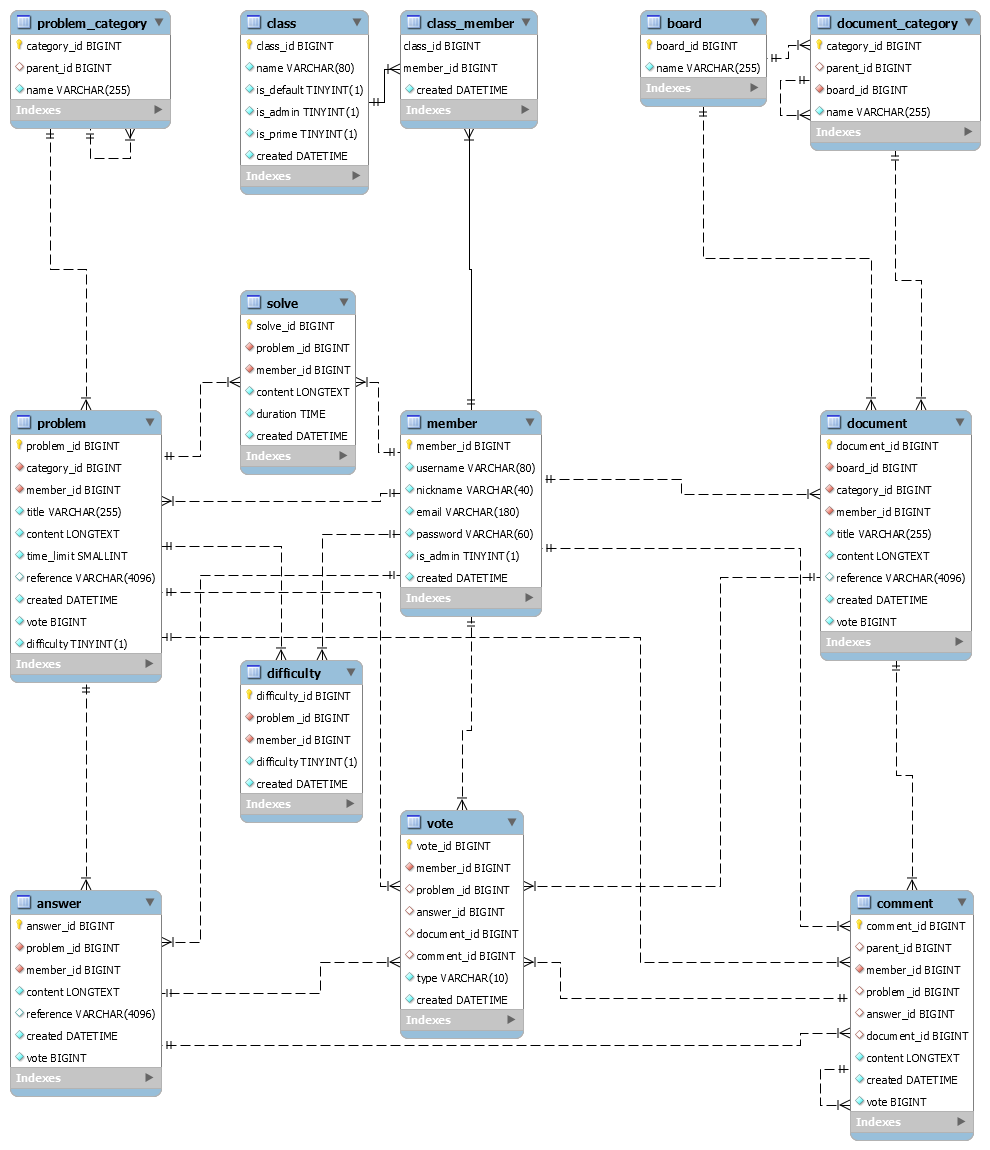 problem_category
category_id BIGINT
parent_id BIGINT
name VARCHAR(255)
Indexes
class
class_id BIGINT
name VARCHAR(80)
is_default TINYINT(1)
is_admin TINYINT(1)
is_prime TINYINT(1)
created DATETIME
Indexes
class_member
class_id BIGINT
member_id BIGINT
created DATETIME
Indexes
board
board_id BIGINT
name VARCHAR(255)
Indexes
document_category
category_id BIGINT
parent_id BIGINT
board_id BIGINT
name VARCHAR(255)
Indexes
solve
solve_id BIGINT
problem_id BIGINT
member_id BIGINT
content LONGTEXT
duration TIME
created DATETIME
Indexes
problem
problem_id BIGINT
category_id BIGINT
member_id BIGINT
title VARCHAR(255)
content LONGTEXT
time_limit SMALLINT
reference VARCHAR(4096)
created DATETIME
vote BIGINT
difficulty TINYINT(1)
Indexes
member
member_id BIGINT
username VARCHAR(80)
nickname VARCHAR(40)
email VARCHAR(180)
password VARCHAR(60)
is_admin TINYINT(1)
created DATETIME
Indexes
document
document_id BIGINT
board_id BIGINT
category_id BIGINT
member_id BIGINT
title VARCHAR(255)
content LONGTEXT
reference VARCHAR(4096)
created DATETIME
vote BIGINT
Indexes
difficulty
difficulty_id BIGINT
problem_id BIGINT
member_id BIGINT
difficulty TINYINT(1)
created DATETIME
Indexes
vote
vote_id BIGINT
member_id BIGINT
problem_id BIGINT
answer_id BIGINT
document_id BIGINT
comment_id BIGINT
type VARCHAR(10)
created DATETIME
Indexes
answer
answer_id BIGINT
problem_id BIGINT
member_id BIGINT
content LONGTEXT
reference VARCHAR(4096)
created DATETIME
vote BIGINT
Indexes
comment
comment_id BIGINT
parent_id BIGINT
member_id BIGINT
problem_id BIGINT
answer_id BIGINT
document_id BIGINT
content LONGTEXT
created DATETIME
vote BIGINT
Indexes